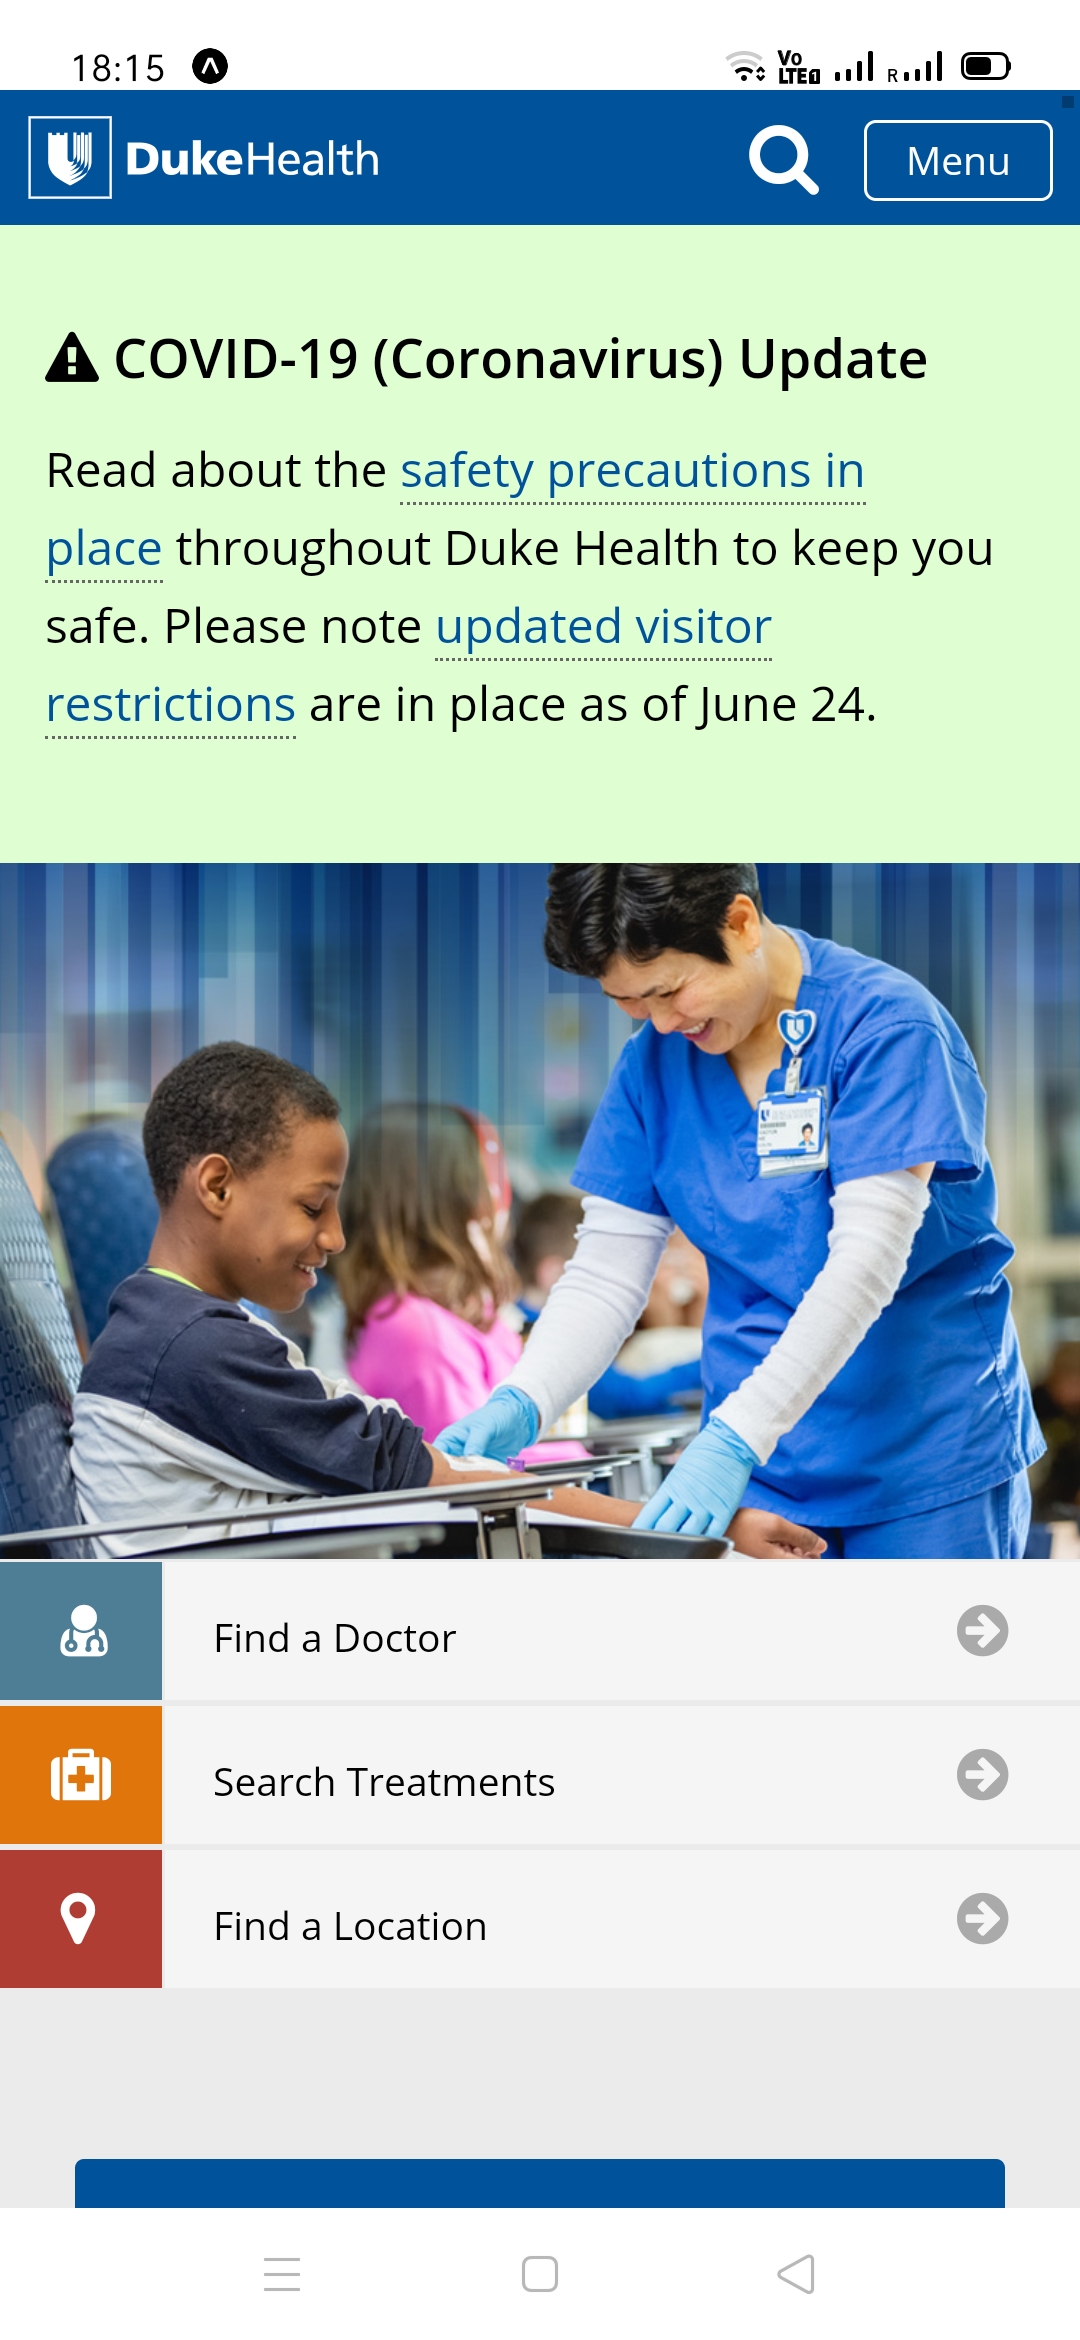 18:15
Vo
LTE1
R
DukeHealth
Menu
COVID-19 (Coronavirus) Update
Read about the safety precautions in
place throughout Duke Health to keep you
safe. Please note updated visitor
restrictions are in place as of June 24.
Find a Doctor
Search Treatments
Find a Location